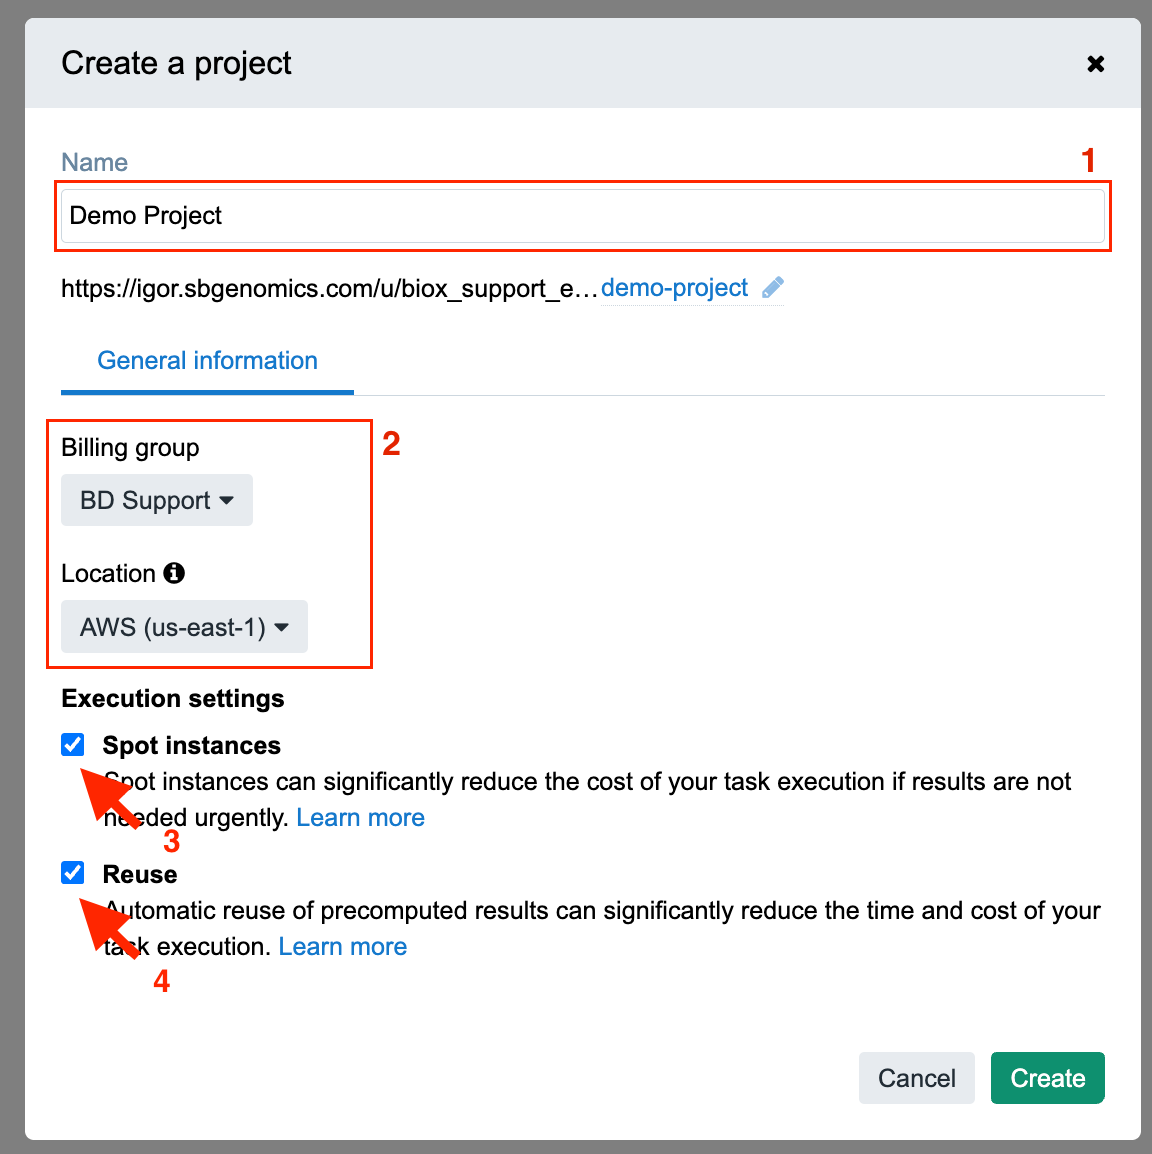 Create a project
Name
1
Demo Project
https://igor.sbgenomics.com/u/biox_support_e…demo-project
General information
2
Billing group
BD Support
Location
AWS (us-east-1)
Execution settings
Spot instances
Spot instances can significantly reduce the cost of your task execution if results are not
needed urgently. Learn more
3
Reuse
Automatic reuse of precomputed results can significantly reduce the time and cost of your
task execution. Learn more
4
Cancel
Create